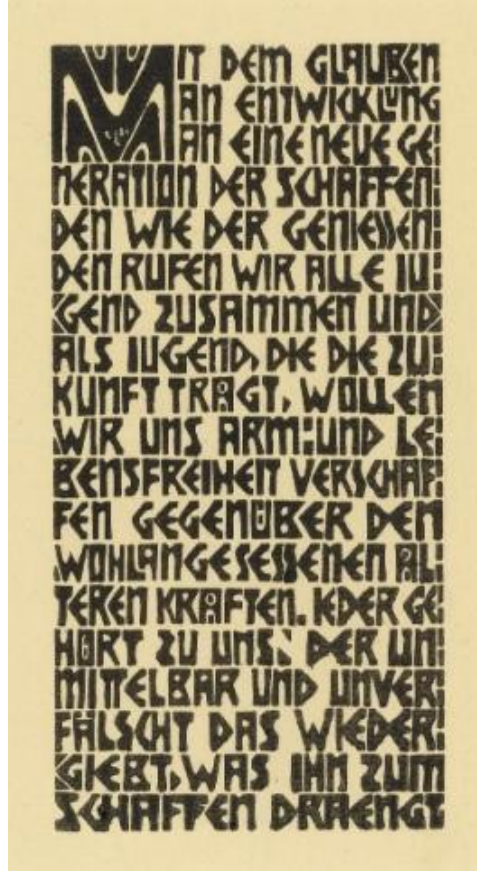 MIT DEM GLAUBEN
AN ENTWICKLUNG
AN EINE NEUE GE:
NERATION DER SCHAFFEN:
DEN WIE DER GENIESSEN:
DEN RUFEN WIR ALLE IU:
GEND ZUSAMMEN UND
ALS IUGEND, DIE DIE ZU:
KUNFT TRÄGT, WOLLEN
WIR UNS ARM:UND LE:
BENSFREIHEIT VERSCHAF:
FEN GEGENÜBER DEN
WOHLANGESESSENEN ÄL:
TEREN KRÄFTEN. IEDER GE:
HÖRT ZU UNS, DER UN:
MITTELBAR UND UNVER:
FÄLSCHT DAS WIEDER:
GIEBT, WAS IHN ZUM
SCHAFFEN DRAENGT